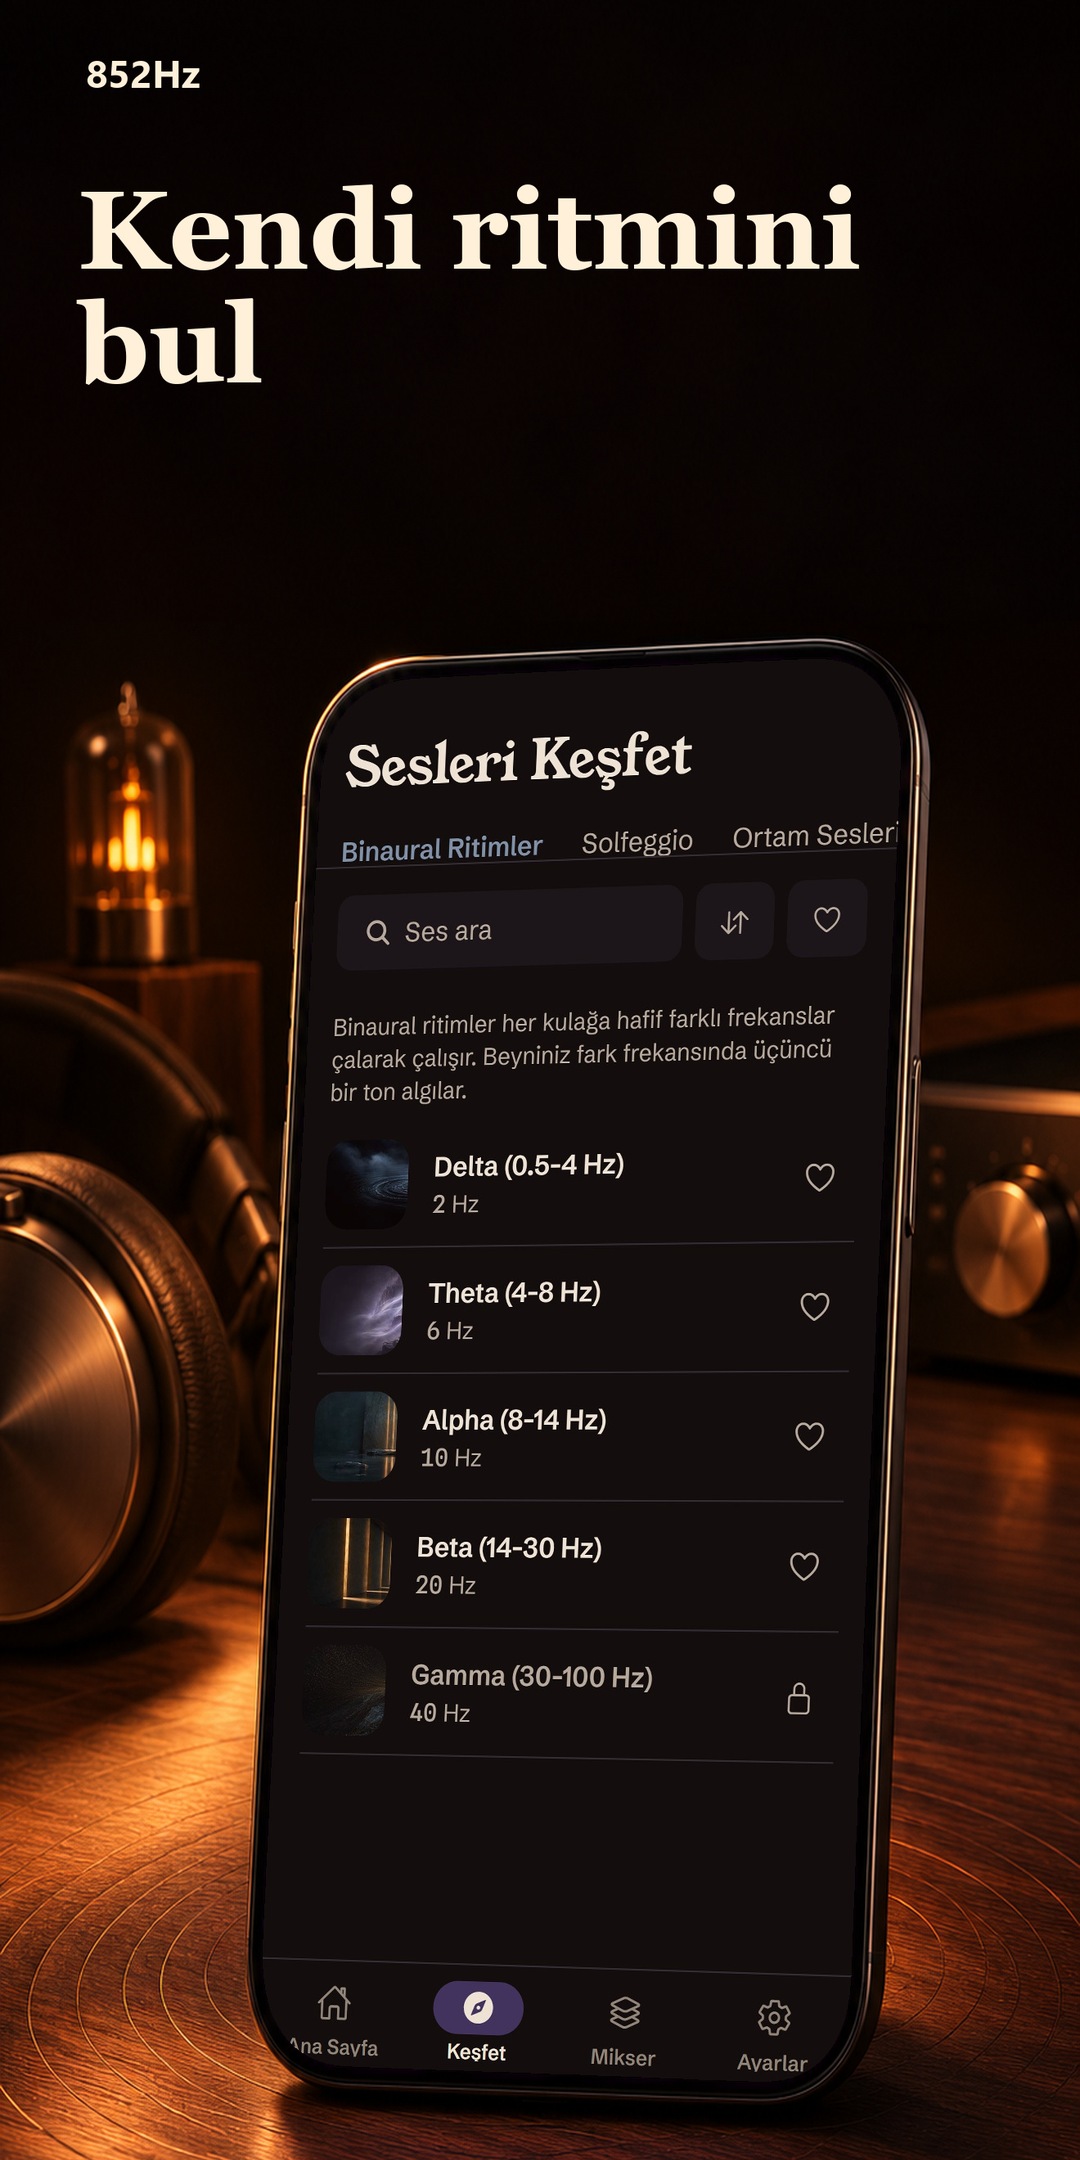 852Hz
Kendi ritmini
bul
Sesleri Keşfet
Binaural Ritimler Solfeggio Ortam Sesleri
Ses ara
Binaural ritimler her kulağa hafif farklı frekanslar
çalarak çalışır. Beyniniz fark frekansında üçüncü
bir ton algılar.
Delta (0.5-4 Hz)
2 Hz
Theta (4-8 Hz)
6 Hz
Alpha (8-14 Hz)
10 Hz
Beta (14-30 Hz)
20 Hz
Gamma (30-100 Hz)
40 Hz
Ana Sayfa Keşfet Mikser Ayarlar